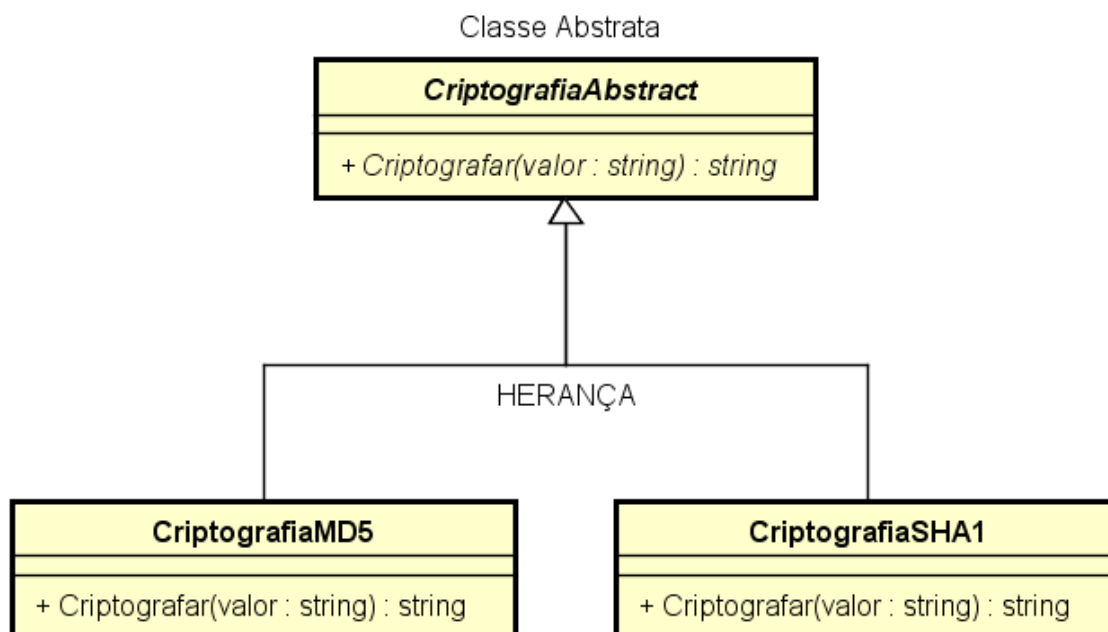 Classe Abstrata
CriptografiaAbstract
+ Criptografar(valor : string) : string
HERANÇA
CriptografiaMD5
+ Criptografar(valor : string) : string
CriptografiaSHA1
+ Criptografar(valor : string) : string